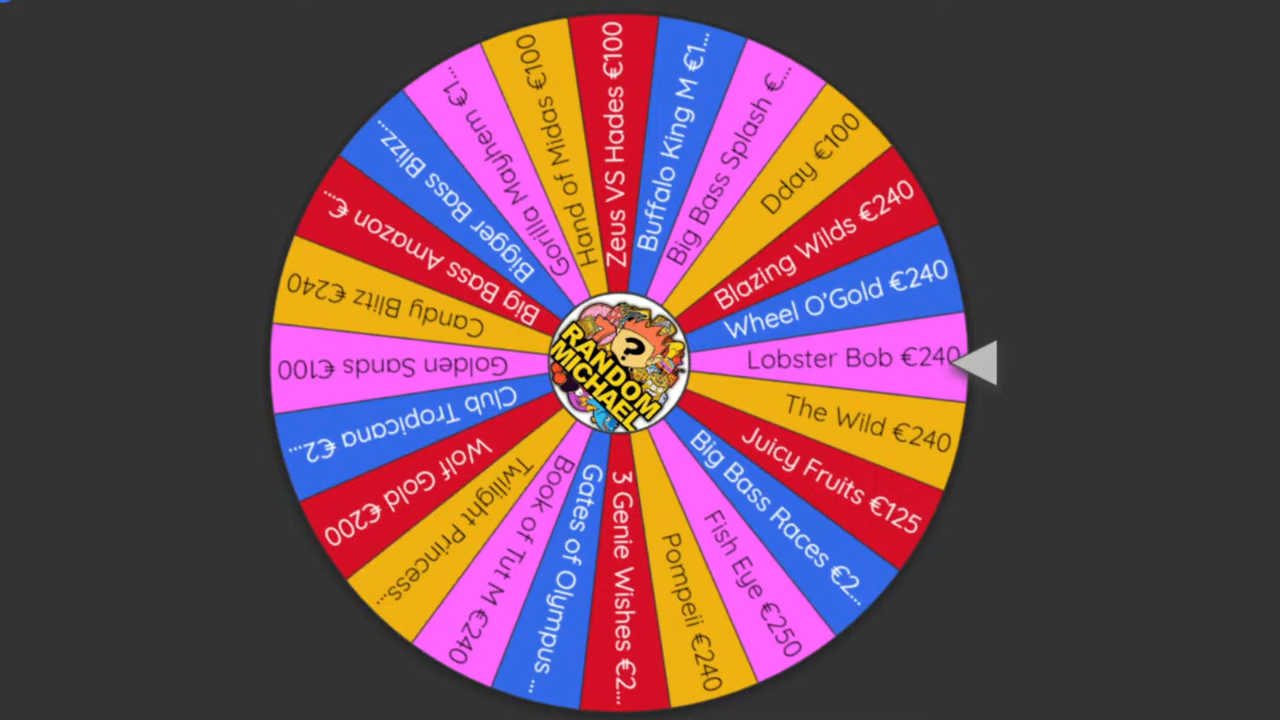 Zeus VS Hades €100
Buffalo King M €1...
Big Bass Splash €...
Dday €100
Blazing Wilds €240
Wheel O'Gold €240
Lobster Bob €240
The Wild €240
Juicy Fruits €125
Big Bass Races €2...
Fish Eye €250
Pompeii €240
3 Genie Wishes €2...
Gates of Olympus ...
Book of Tut M €240
Twilight Princess...
Wolf Gold €200
Club Tropicana €2...
Golden Sands €100
Candy Blitz €240
Big Bass Amazon €...
Bigger Bass Blizz...
Gorilla Mayhem €1...
Hand of Midas €100
?
RANDOM
MICHAEL